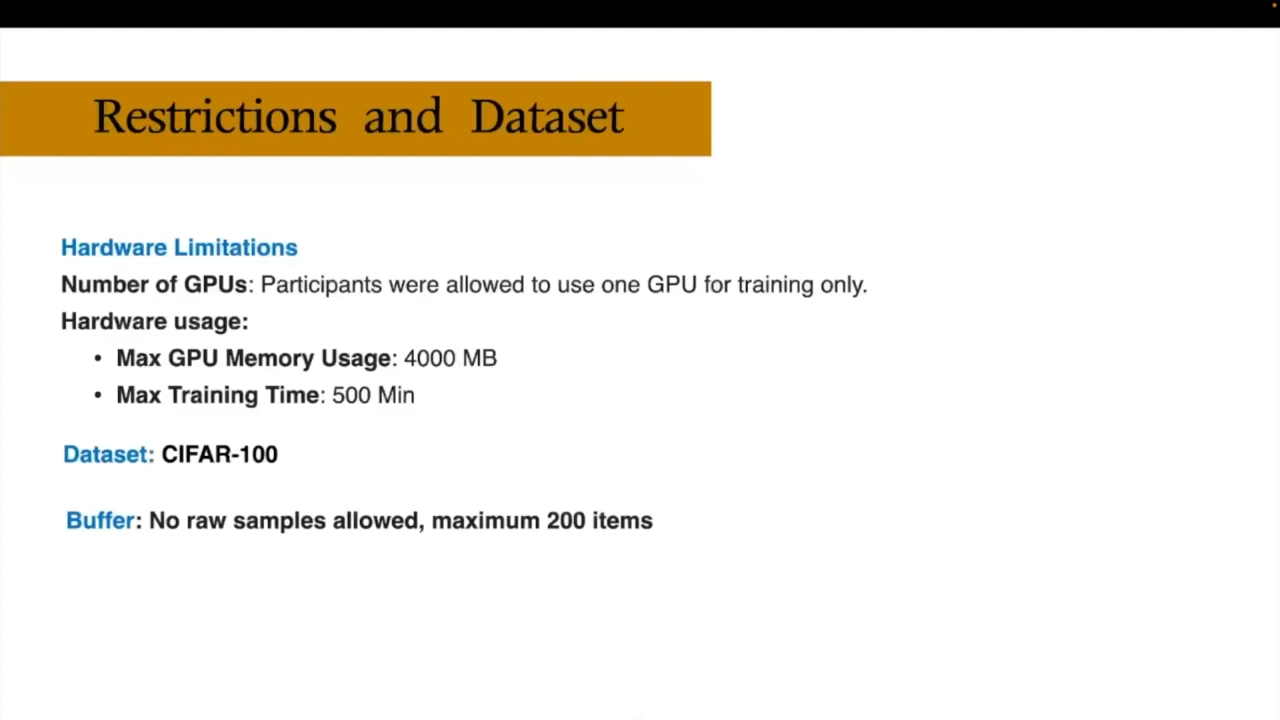 Restrictions and Dataset
Hardware Limitations
Number of GPUs: Participants were allowed to use one GPU for training only.
Hardware usage:
• Max GPU Memory Usage: 4000 MB
• Max Training Time: 500 Min
Dataset: CIFAR-100
Buffer: No raw samples allowed, maximum 200 items